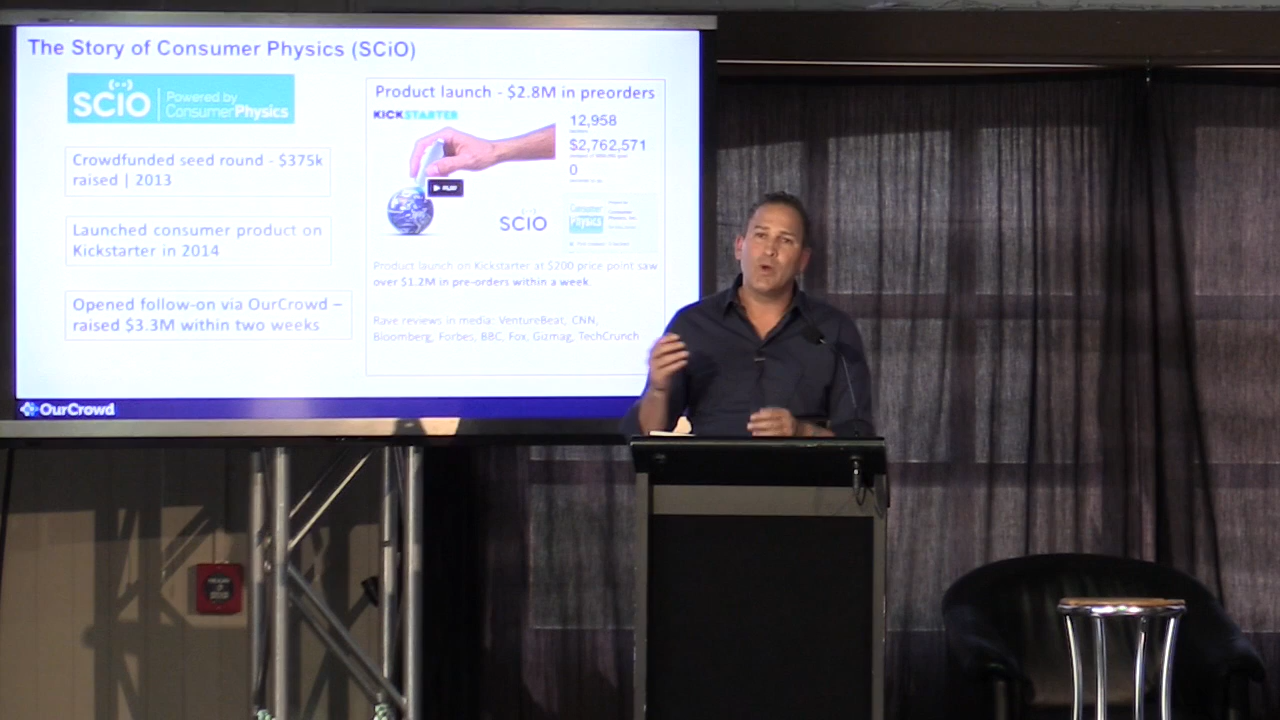 The Story of Consumer Physics (SCiO)
SCiO
Powered by
ConsumerPhysics
Crowdfunded seed round - $375k
raised | 2013
Launched consumer product on
Kickstarter in 2014
Opened follow-on via OurCrowd –
raised $3.3M within two weeks
Product launch - $2.8M in preorders
KICKSTARTER
12,958
$2,762,571
0
PLAY
SCIO
Consumer
Physics
Product launch on Kickstarter at $200 price point saw
over $1.2M in pre-orders within a week
Rave reviews in media: VentureBeat, CNN,
Bloomberg, Forbes, BBC, Fox, Gizmag, TechCrunch
OurCrowd